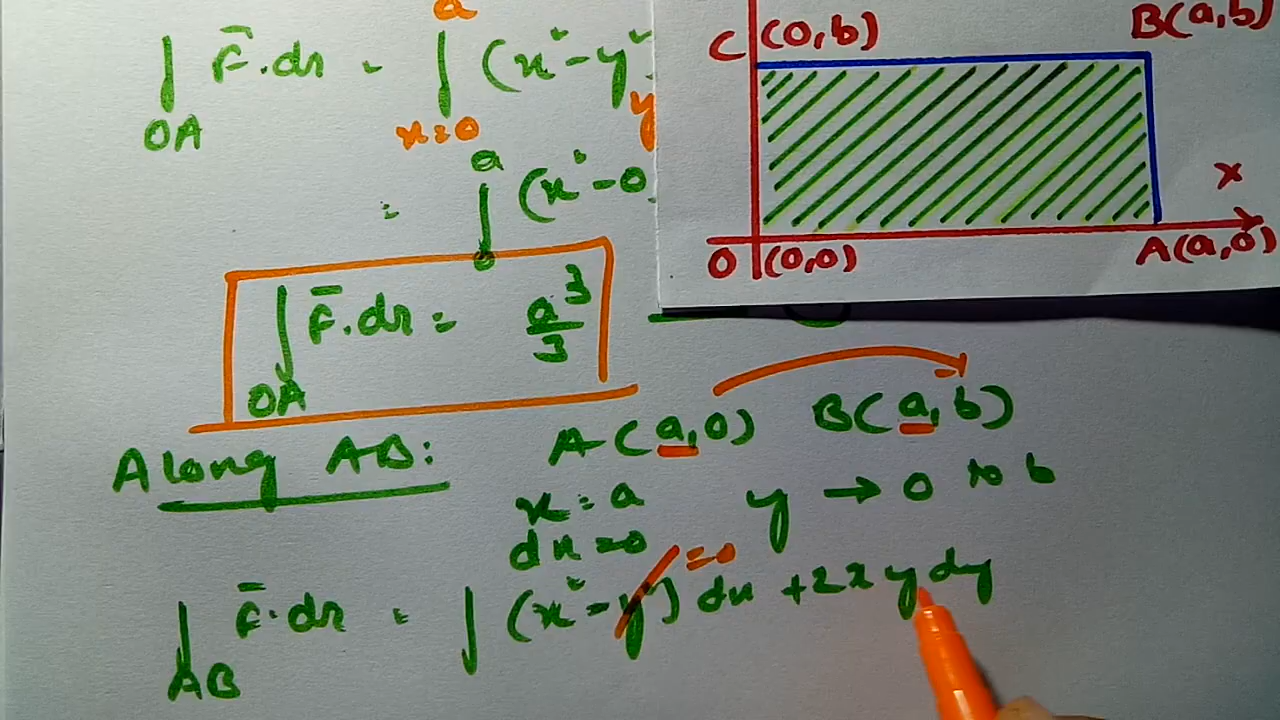 ∫ F̄.dr = ∫ (x² - y²
OA x=0 a y
= ∫ (x² - 0
a 0
∫ F̄.dr = a³/3
OA
C (0,b) B(a,b)
x
O (0,0) A(a,0)
Along AB: A(a,0) B(a,b)
x = a y → 0 to b
dx = 0
=0
∫ F̄.dr = ∫ (x² - y²) dx + 2xy dy
AB